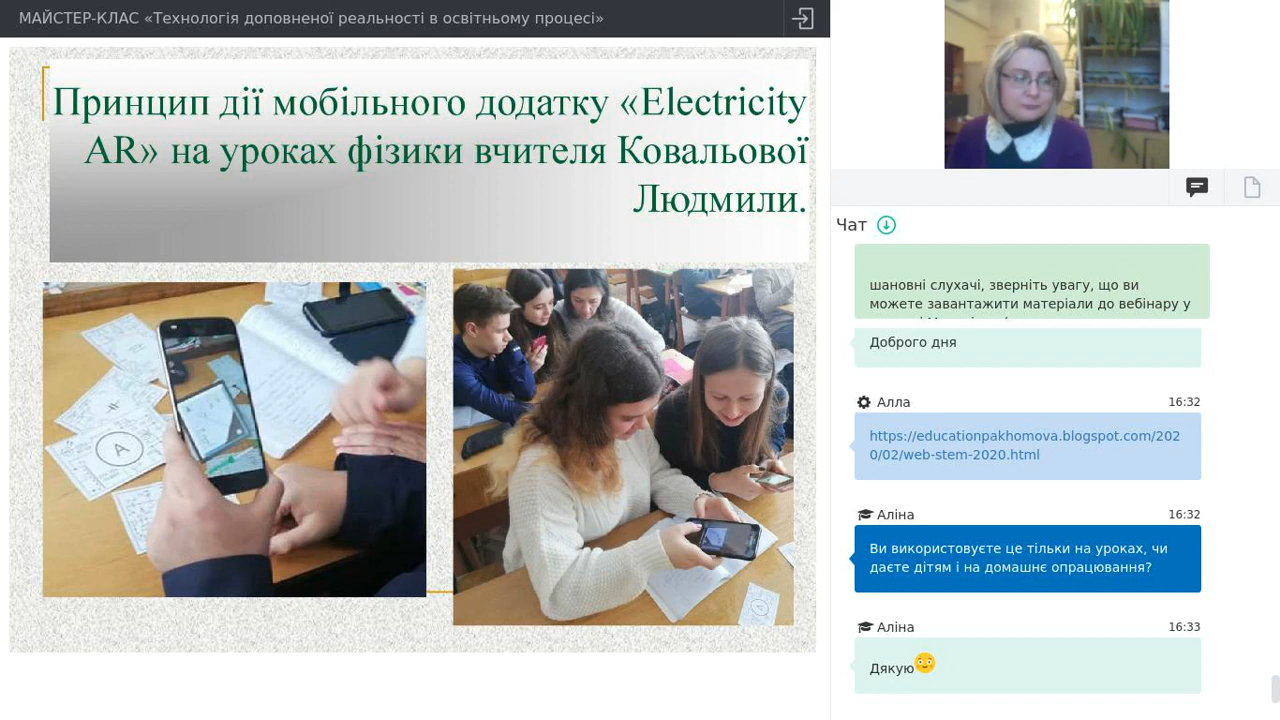 МАЙСТЕР-КЛАС «Технологія доповненої реальності в освітньому процесі»
Принцип дії мобільного додатку «Electricity
AR» на уроках фізики вчителя Ковальової
Людмили.
A
Чат
шановні слухачі, зверніть увагу, що ви
можете завантажити матеріали до вебінару у
Доброго дня
Алла 16:32
https://educationpakhomova.blogspot.com/202
0/02/web-stem-2020.html
Аліна 16:32
Ви використовуєте це тільки на уроках, чи
даєте дітям і на домашнє опрацювання?
Аліна 16:33
Дякую